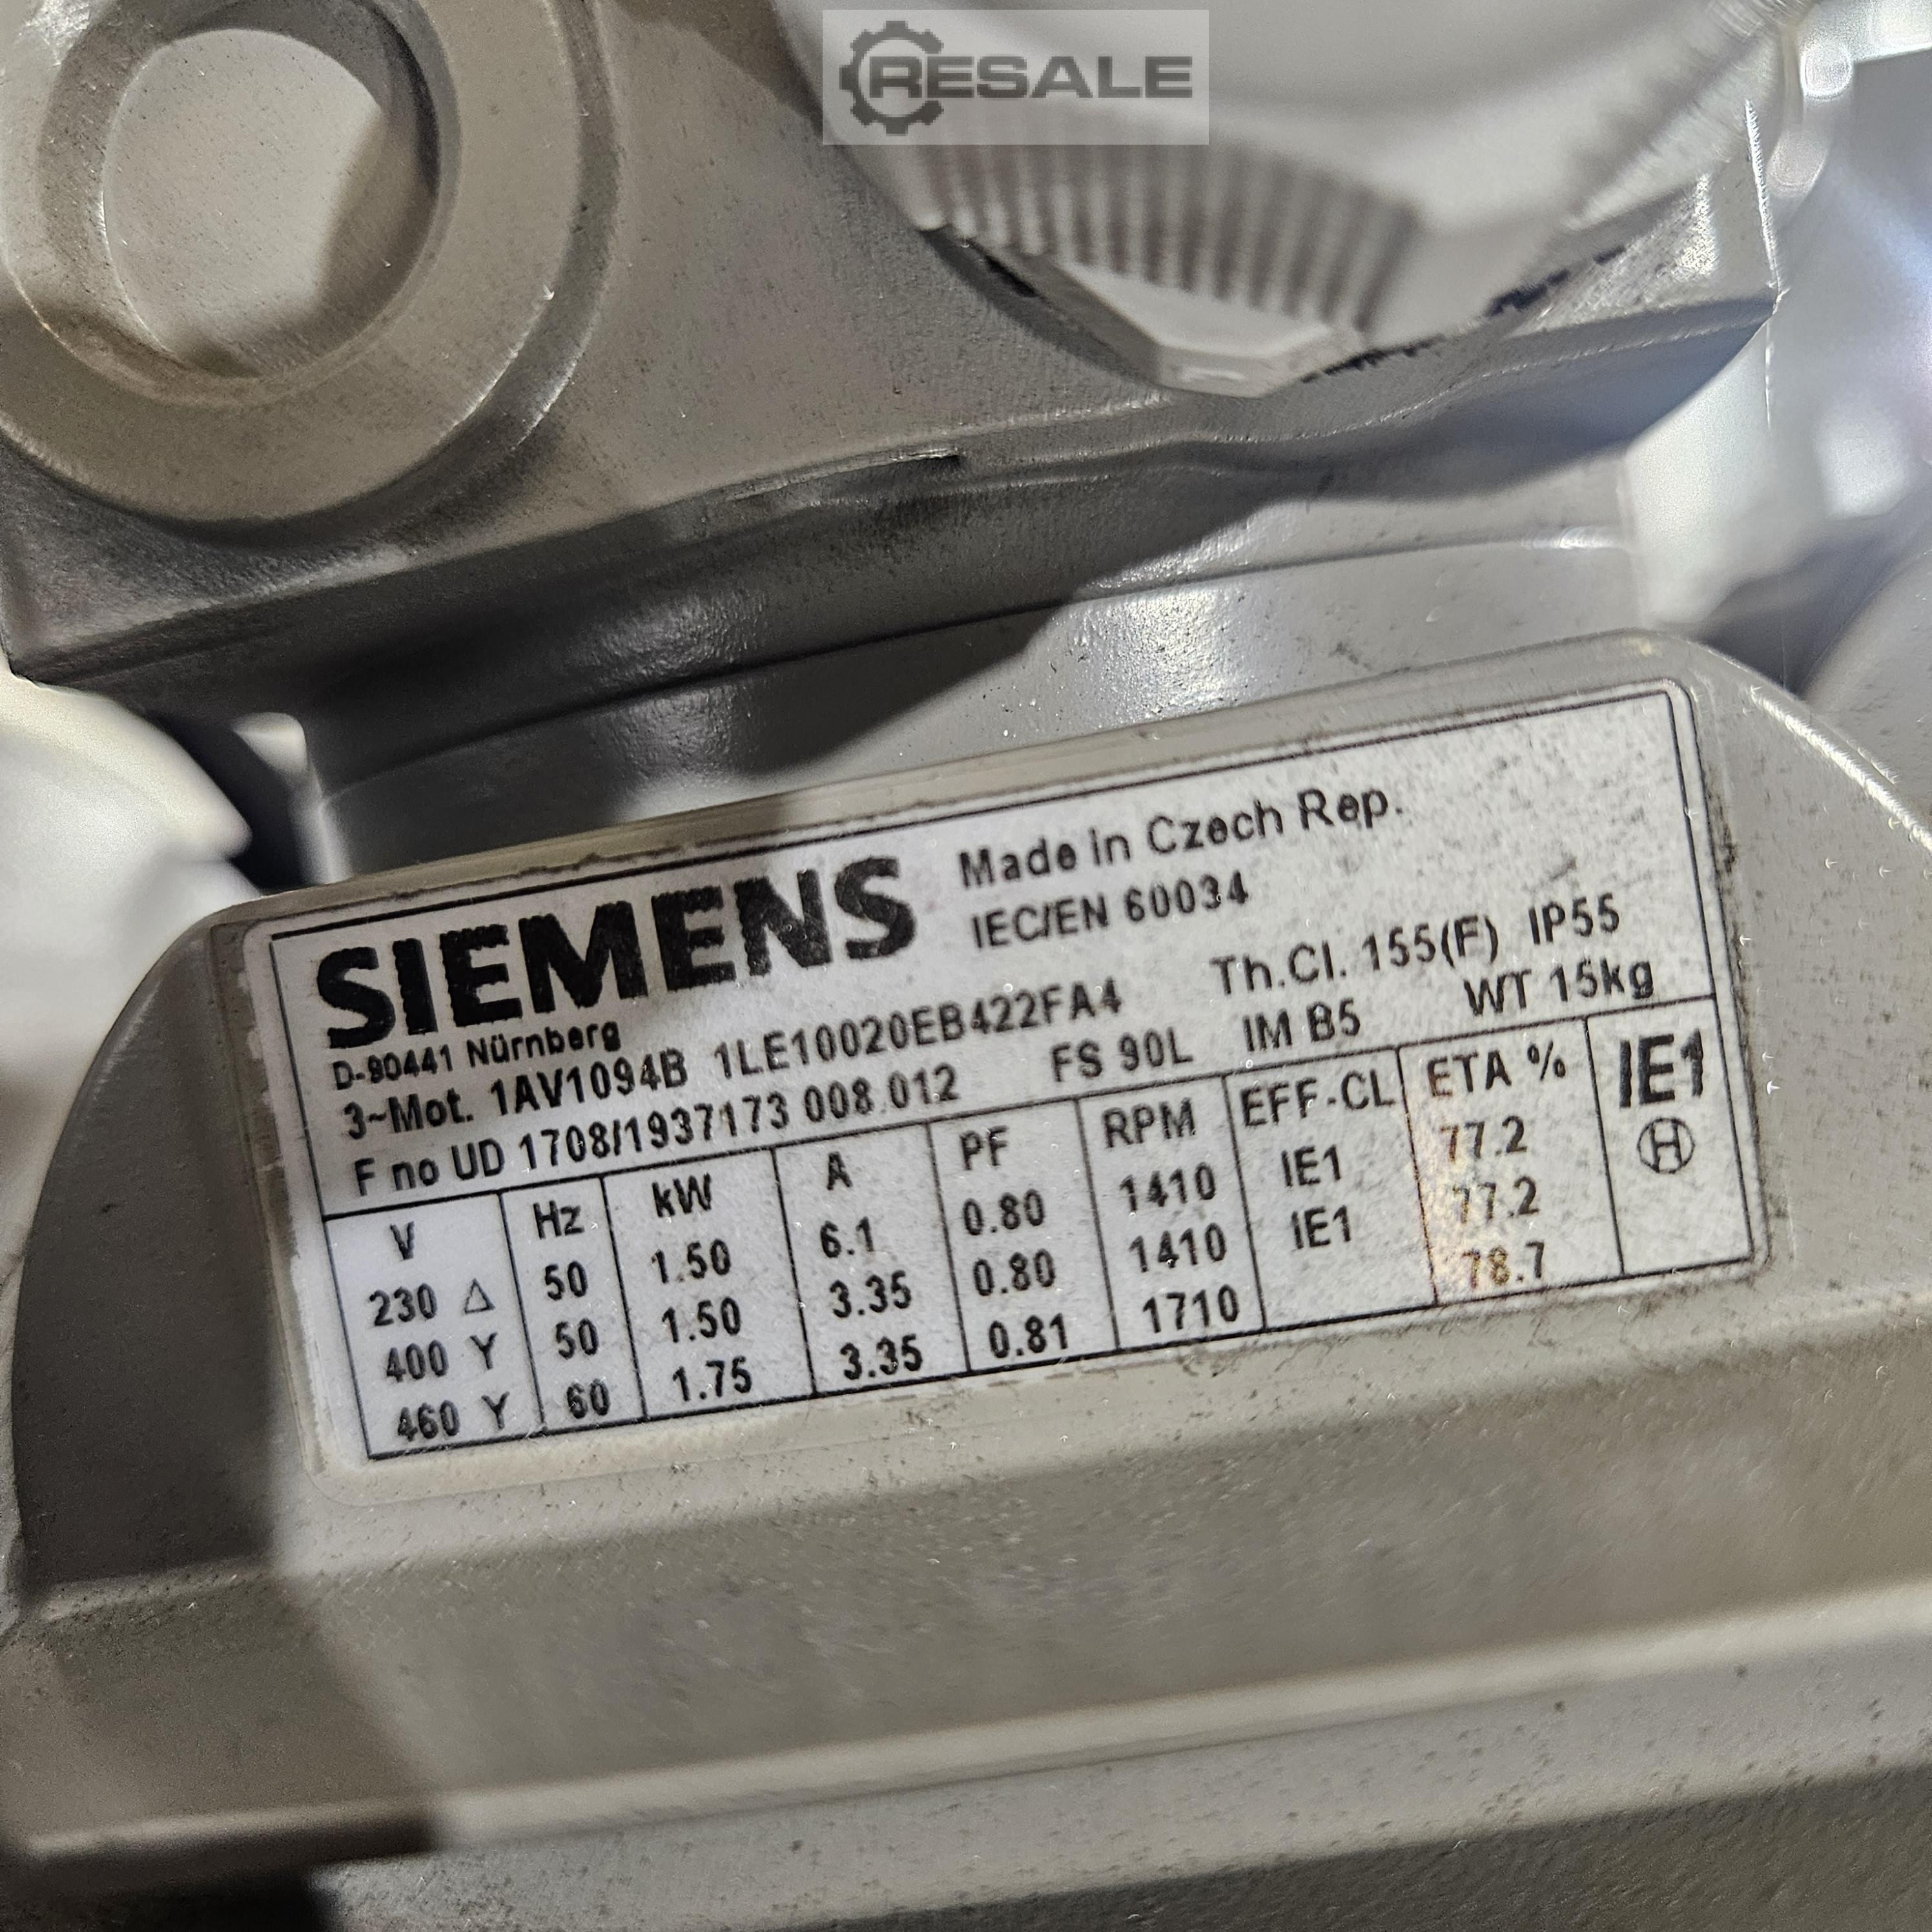 RESALE
SIEMENS Made in Czech Rep.
IEC/EN 60034
D-90441 Nürnberg
3~Mot. 1AV1094B 1LE10020EB422FA4 Th.Cl. 155(F) IP55
F no UD 1708/1937173 008 012 FS 90L IM B5 WT 15kg
V Hz kW A PF RPM EFF-CL ETA % IE1
230 Δ 50 1.50 6.1 0.80 1410 IE1 77.2 H
400 Y 50 1.50 3.35 0.80 1410 IE1 77.2
460 Y 60 1.75 3.35 0.81 1710 78.7